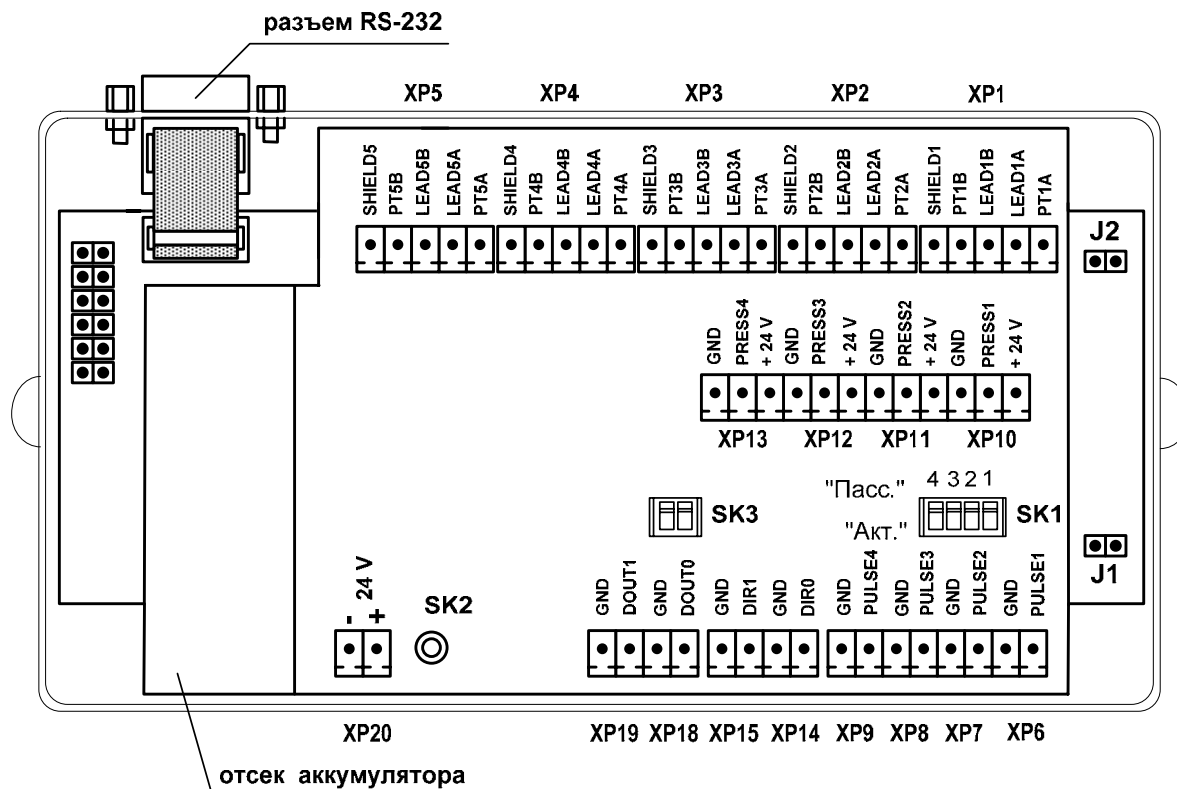 разъем RS-232
XP5 XP4 XP3 XP2 XP1
SHIELD5 PT5B LEAD5B LEAD5A PT5A SHIELD4 PT4B LEAD4B LEAD4A PT4A SHIELD3 PT3B LEAD3B LEAD3A PT3A SHIELD2 PT2B LEAD2B LEAD2A PT2A SHIELD1 PT1B LEAD1B LEAD1A PT1A
J2
GND PRESS4 + 24 V GND PRESS3 + 24 V GND PRESS2 + 24 V GND PRESS1 + 24 V
XP13 XP12 XP11 XP10
"Пасс." 4 3 2 1
SK3 SK1
"Акт."
J1
- + 24 V
SK2
GND DOUT1 GND DOUT0 GND DIR1 GND DIR0 GND PULSE4 GND PULSE3 GND PULSE2 GND PULSE1
XP20 XP19 XP18 XP15 XP14 XP9 XP8 XP7 XP6
отсек аккумулятора